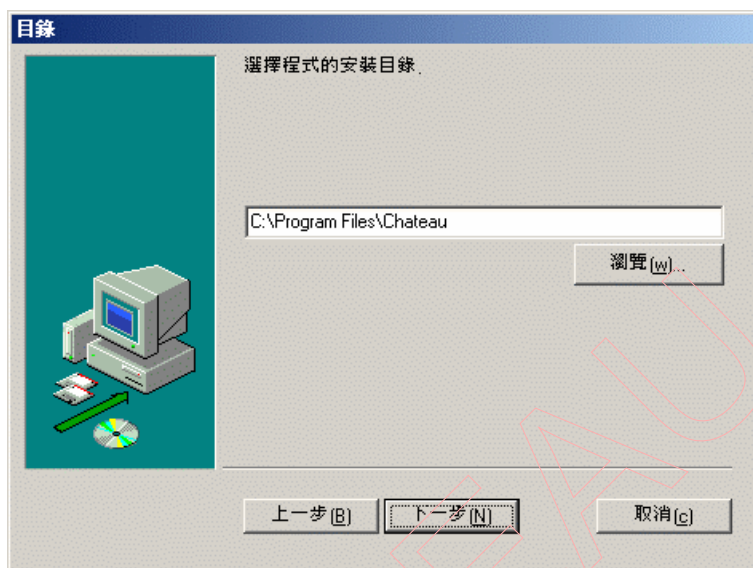 目錄
選擇程式的安裝目錄.
C:\Program Files\Chateau
瀏覽(w)...
上一步(B) 下一步(N) 取消(c)
EAU